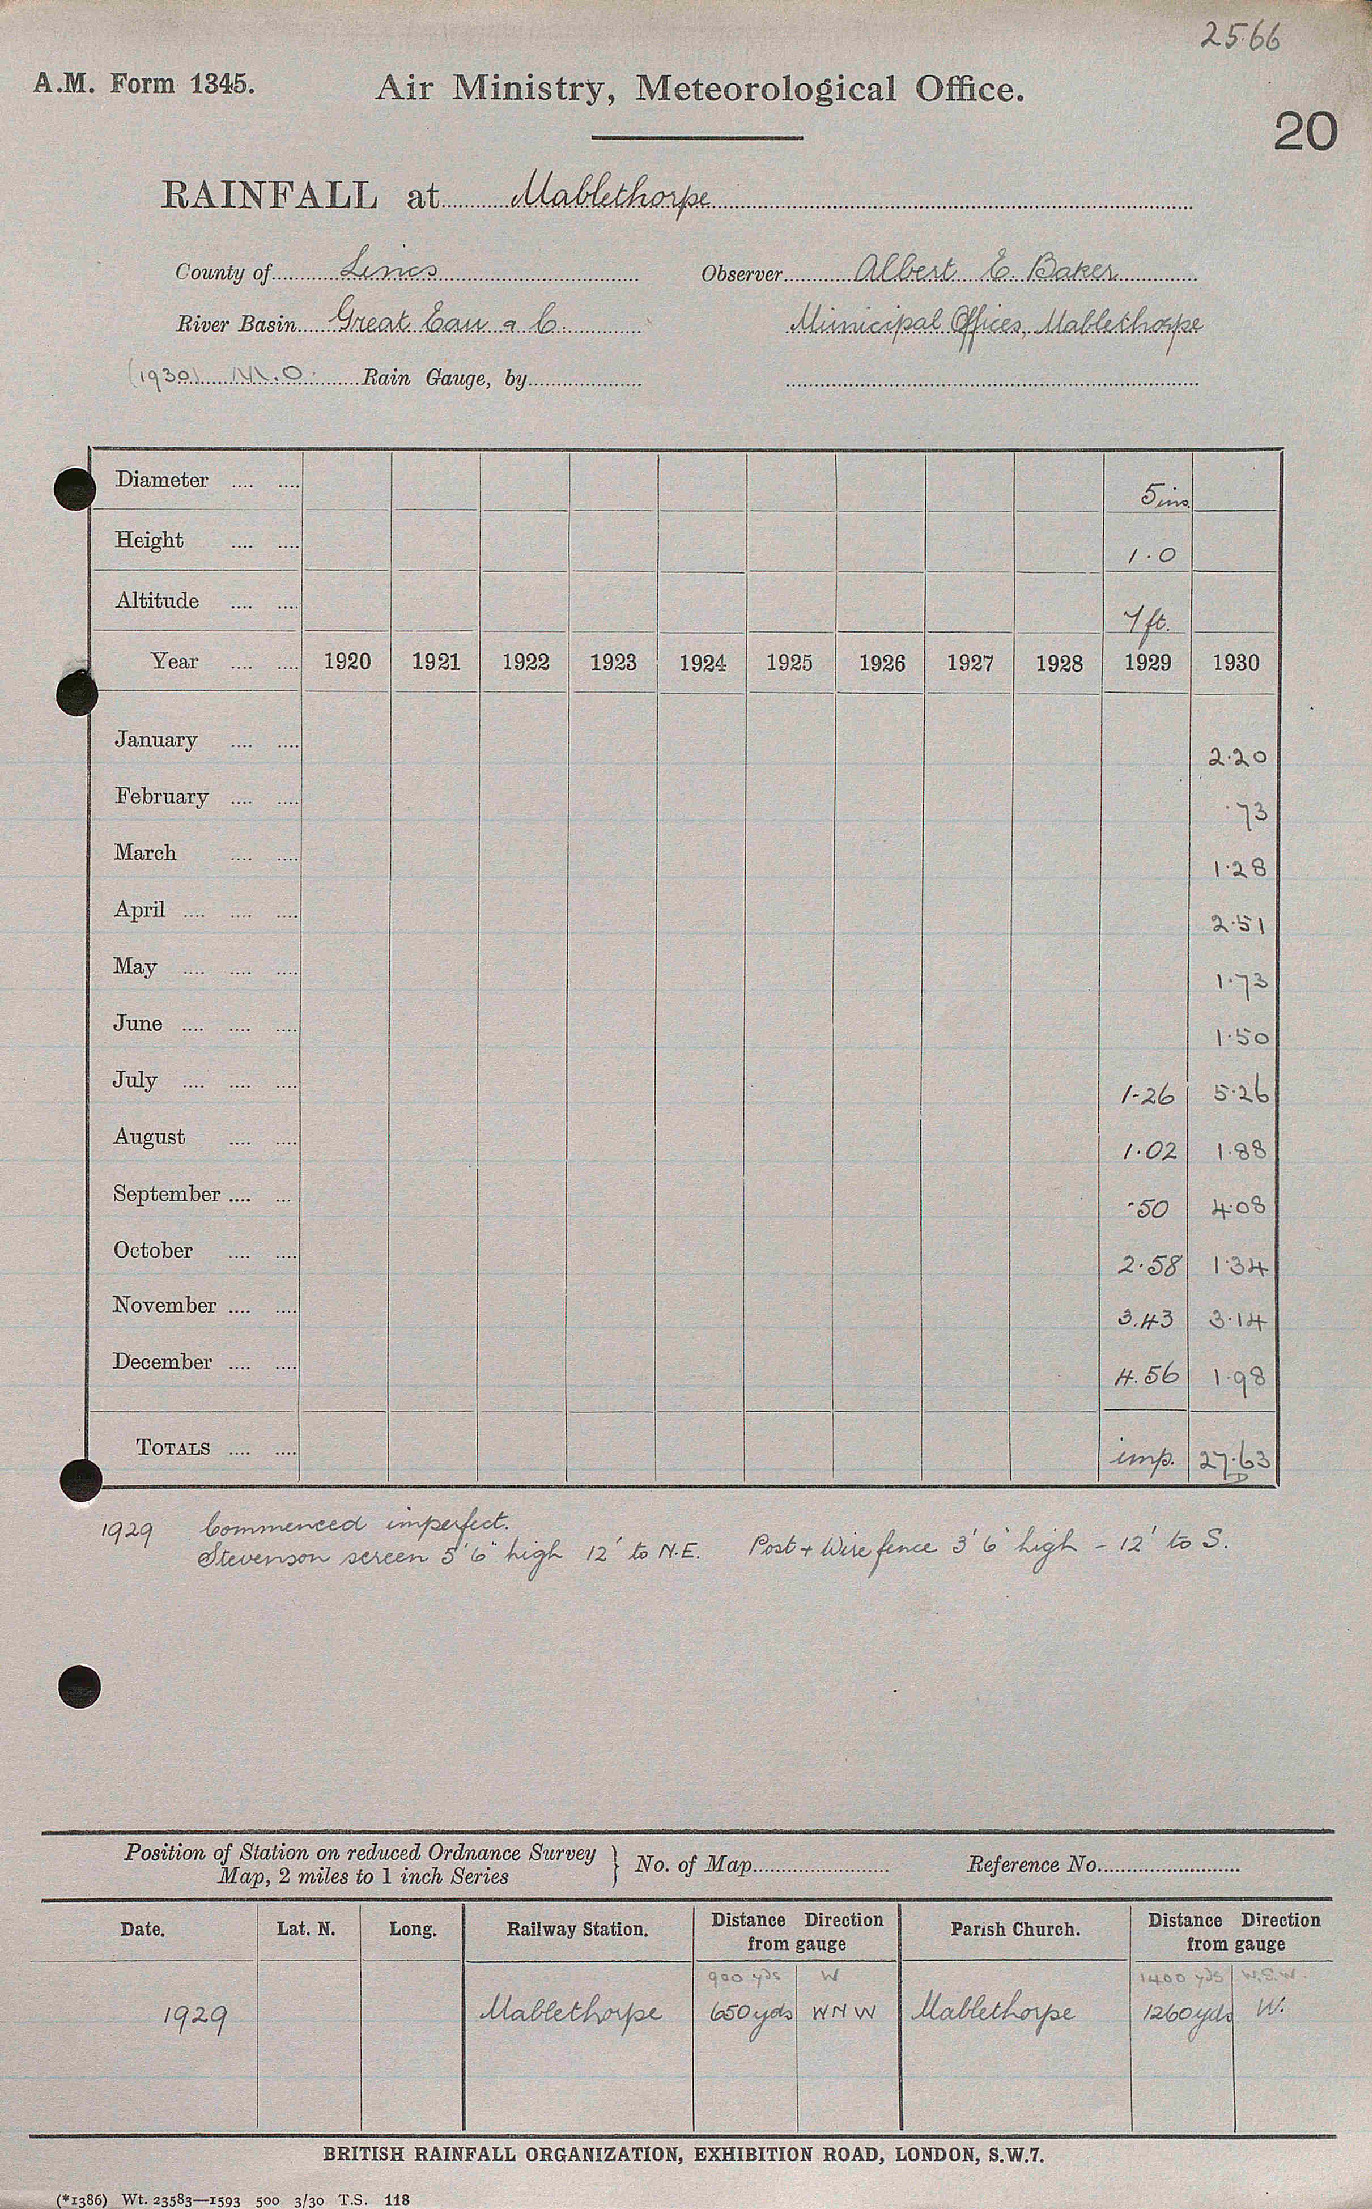 2566
A.M. Form 1345. Air Ministry, Meteorological Office.
20
RAINFALL at Mablethorpe
County of Lincs Observer Albert E. Baker
River Basin Great Eau & C. Municipal Offices, Mablethorpe
(1930) M.O. Rain Gauge, by
Diameter 5 ins.
Height 1.0
Altitude 7 ft.
Year 1920 1921 1922 1923 1924 1925 1926 1927 1928 1929 1930
January 2.20
February .73
March 1.28
April 2.51
May 1.73
June 1.50
July 1.26 5.26
August 1.02 1.88
September .50 4.08
October 2.58 1.34
November 3.43 3.14
December 4.56 1.98
TOTALS imp. 27.63
D
1929 Commenced imperfect.
Stevenson screen 5'6" high 12' to N.E. Post + Wire fence 3'6" high - 12' to S.
Position of Station on reduced Ordnance Survey
Map, 2 miles to 1 inch Series } No. of Map Reference No.
Date. Lat. N. Long. Railway Station. Distance Direction from gauge Parish Church. Distance Direction from gauge
900 yds W 1400 yds W.S.W.
1929 Mablethorpe 650 yds W N W Mablethorpe 1260 yds W.
BRITISH RAINFALL ORGANIZATION, EXHIBITION ROAD, LONDON, S.W.7.
(*1386) Wt. 23583—1593 500 3/30 T.S. 118